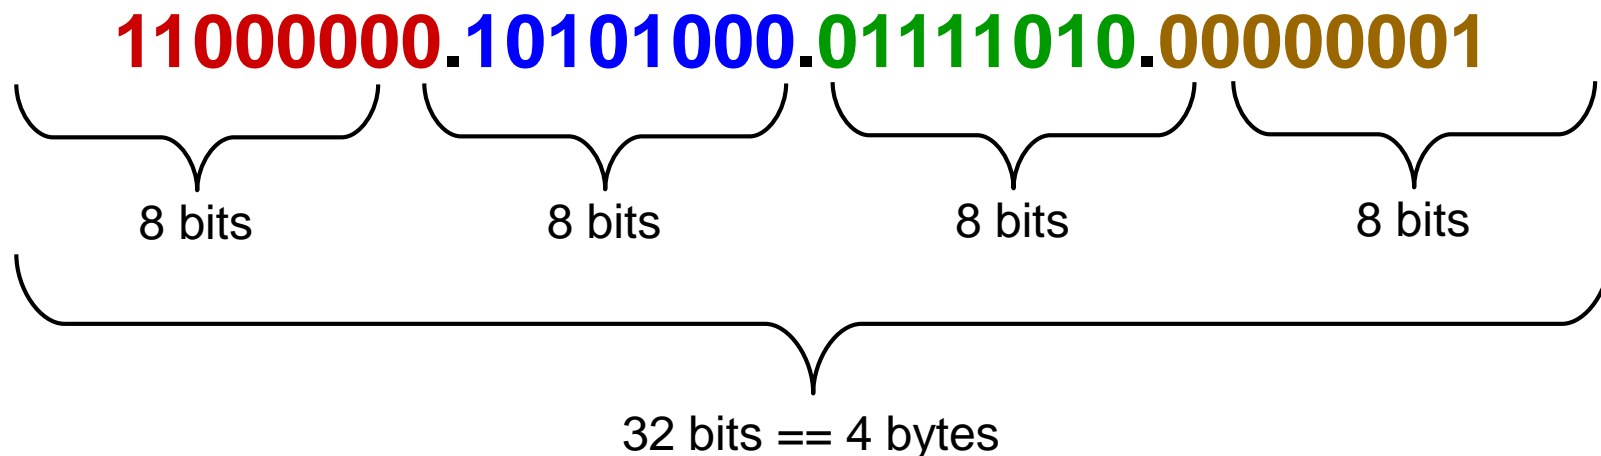 11000000.10101000.01111010.00000001
8 bits 8 bits 8 bits 8 bits
32 bits == 4 bytes